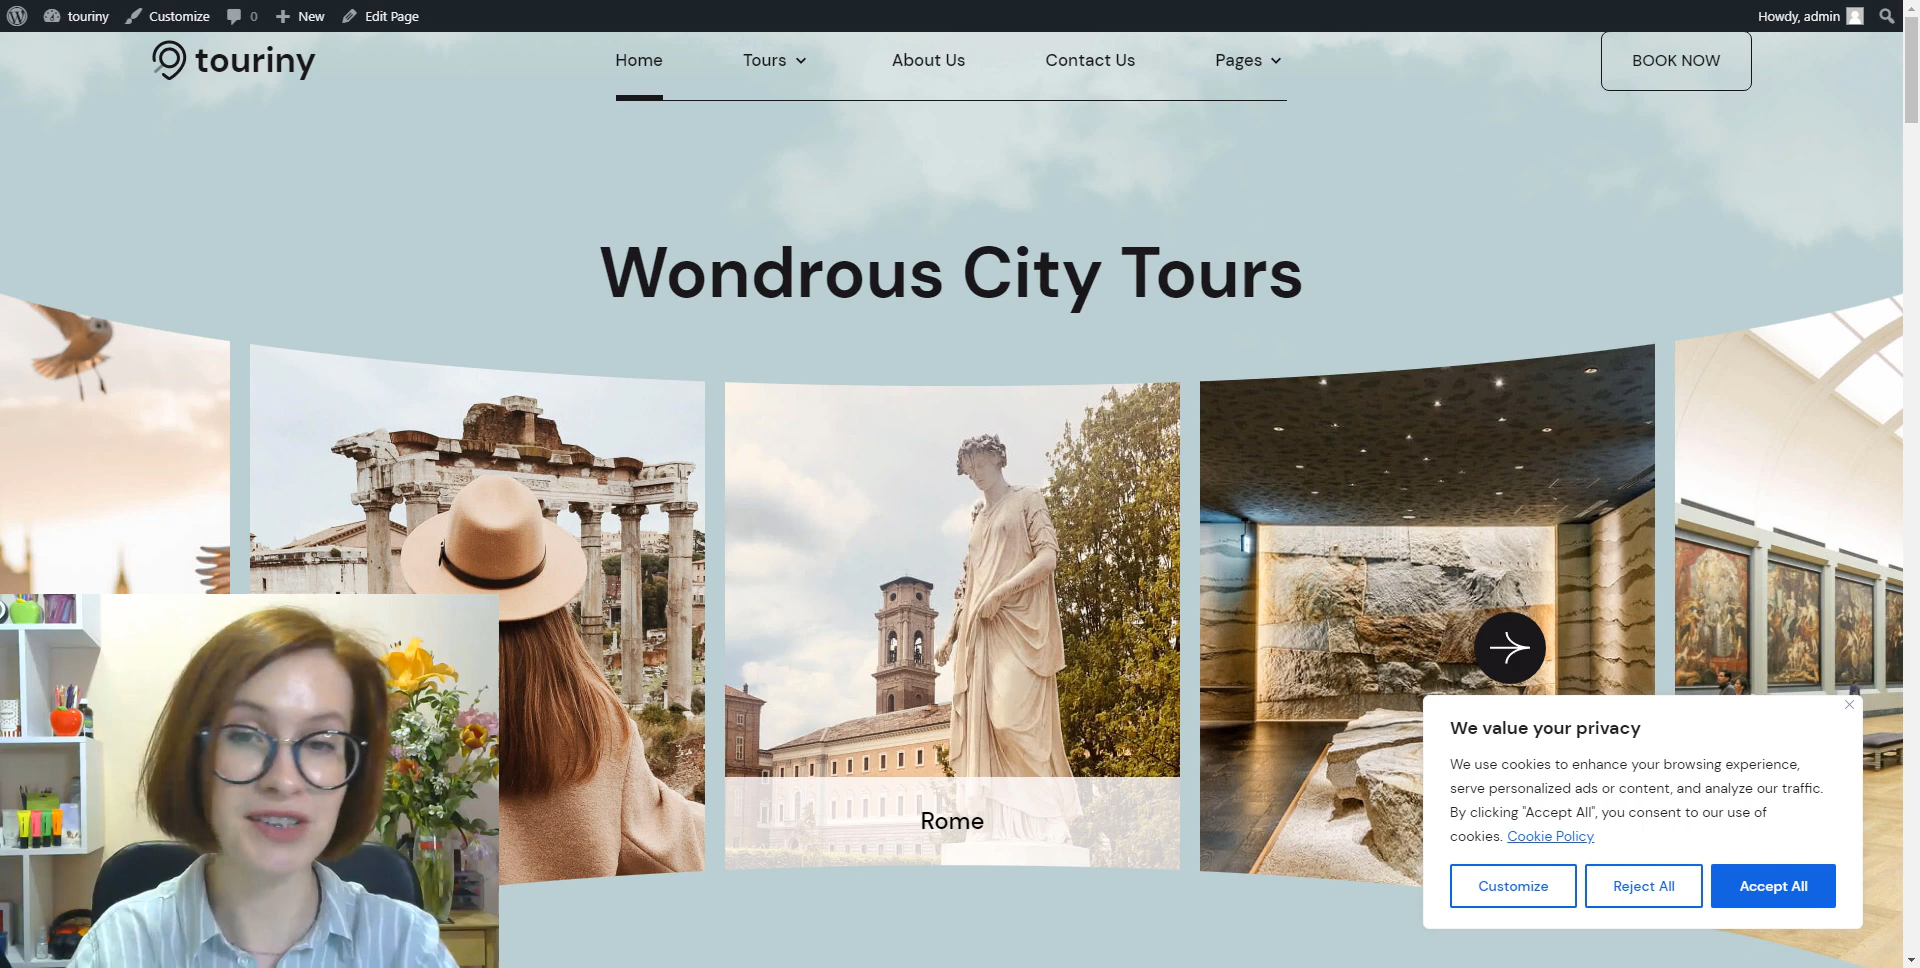 touriny Customize 0 New Edit Page Howdy, admin
touriny Home Tours About Us Contact Us Pages BOOK NOW
Wondrous City Tours
Rome
We value your privacy
We use cookies to enhance your browsing experience,
serve personalized ads or content, and analyze our traffic.
By clicking "Accept All", you consent to our use of
cookies. Cookie Policy
Customize Reject All Accept All